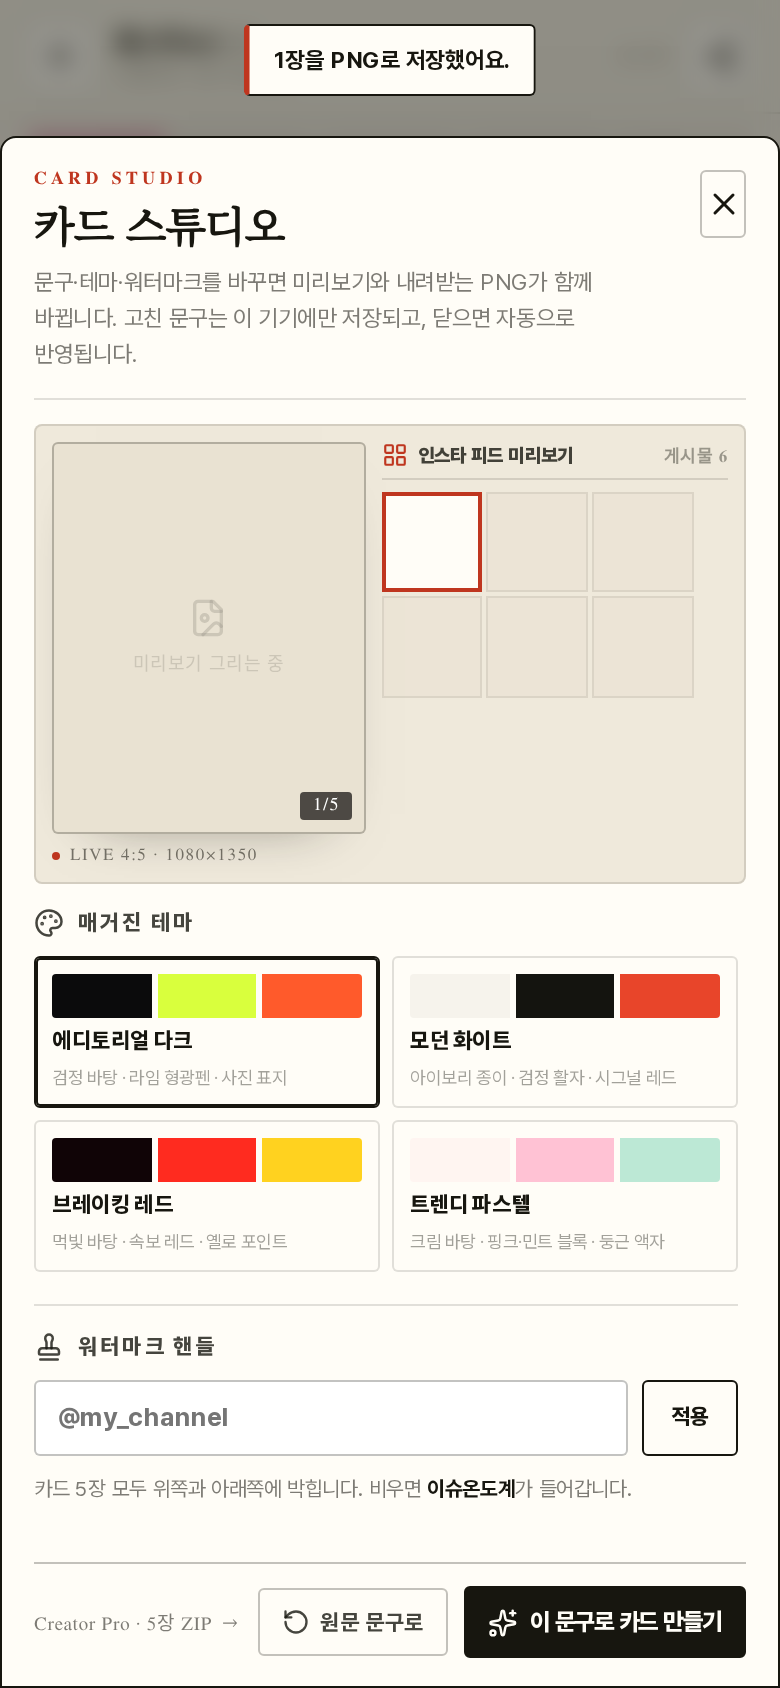 1장을 PNG로 저장했어요.
CARD STUDIO
카드 스튜디오
문구·테마·워터마크를 바꾸면 미리보기와 내려받는 PNG가 함께
바뀝니다. 고친 문구는 이 기기에만 저장되고, 닫으면 자동으로
반영됩니다.
미리보기 그리는 중
1/5
LIVE 4:5 · 1080×1350
인스타 피드 미리보기
게시물 6
매거진 테마
에디토리얼 다크
검정 바탕 · 라임 형광펜 · 사진 표지
모던 화이트
아이보리 종이 · 검정 활자 · 시그널 레드
브레이킹 레드
먹빛 바탕 · 속보 레드 · 옐로 포인트
트렌디 파스텔
크림 바탕 · 핑크·민트 블록 · 둥근 액자
워터마크 핸들
@my_channel
적용
카드 5장 모두 위쪽과 아래쪽에 박힙니다. 비우면 이슈온도계가 들어갑니다.
Creator Pro · 5장 ZIP →
원문 문구로
이 문구로 카드 만들기